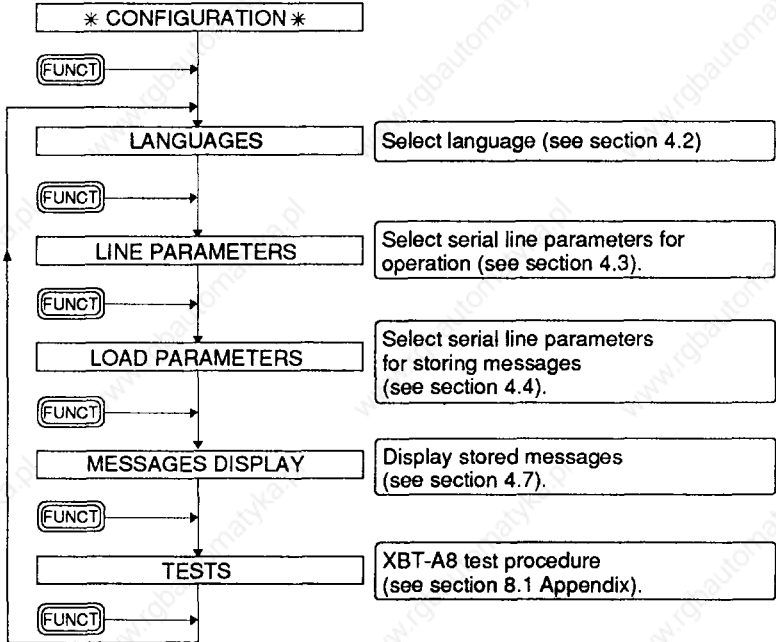 * CONFIGURATION *
FUNCT
LANGUAGES
Select language (see section 4.2)
FUNCT
LINE PARAMETERS
Select serial line parameters for
operation (see section 4.3).
FUNCT
LOAD PARAMETERS
Select serial line parameters
for storing messages
(see section 4.4).
FUNCT
MESSAGES DISPLAY
Display stored messages
(see section 4.7).
FUNCT
TESTS
XBT-A8 test procedure
(see section 8.1 Appendix).
FUNCT
www.rgbautomatyka.pl